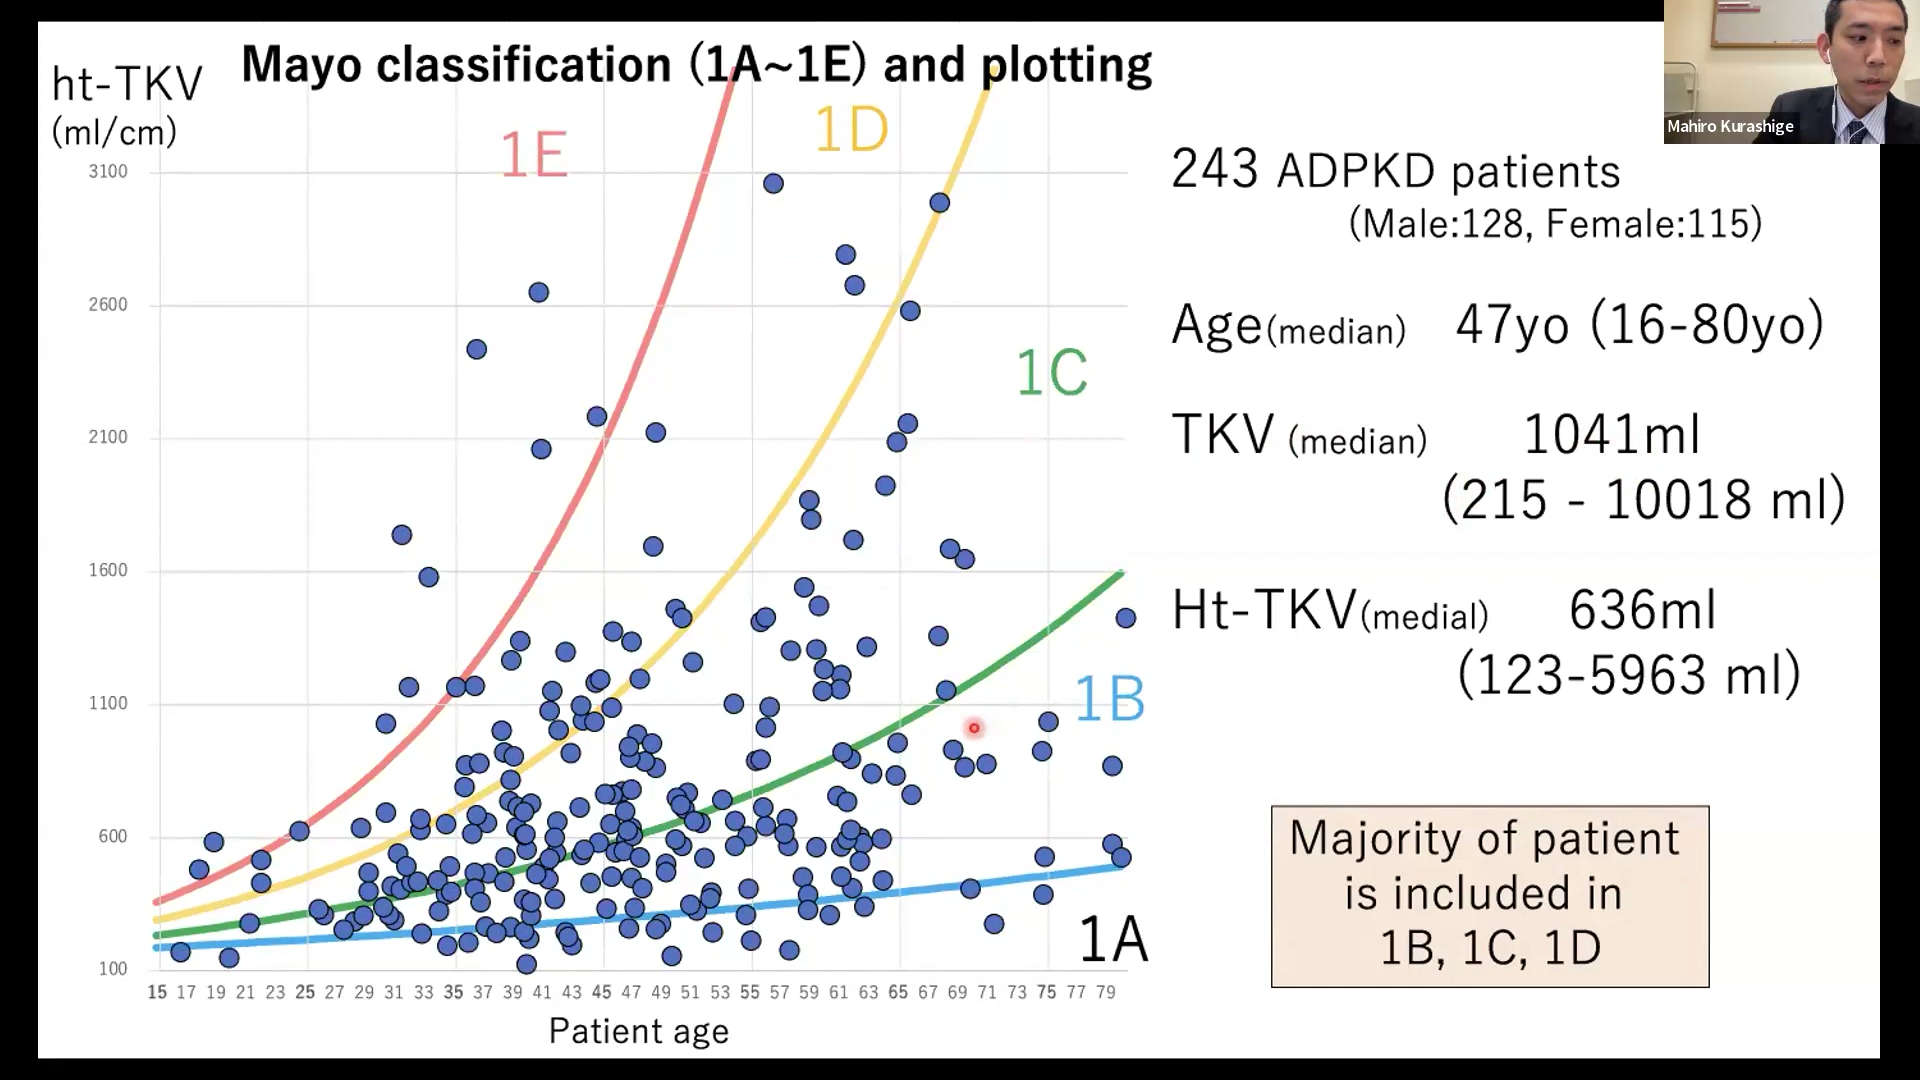 Mayo classification (1A~1E) and plotting
ht-TKV
(ml/cm)
1E
1D
1C
1B
1A
3100
2600
2100
1600
1100
600
100
15 17 19 21 23 25 27 29 31 33 35 37 39 41 43 45 47 49 51 53 55 57 59 61 63 65 67 69 71 73 75 77 79
Patient age
Mahiro Kurashige
243 ADPKD patients
(Male:128, Female:115)
Age(median) 47yo (16-80yo)
TKV (median) 1041ml
(215 - 10018 ml)
Ht-TKV(medial) 636ml
(123-5963 ml)
Majority of patient
is included in
1B, 1C, 1D